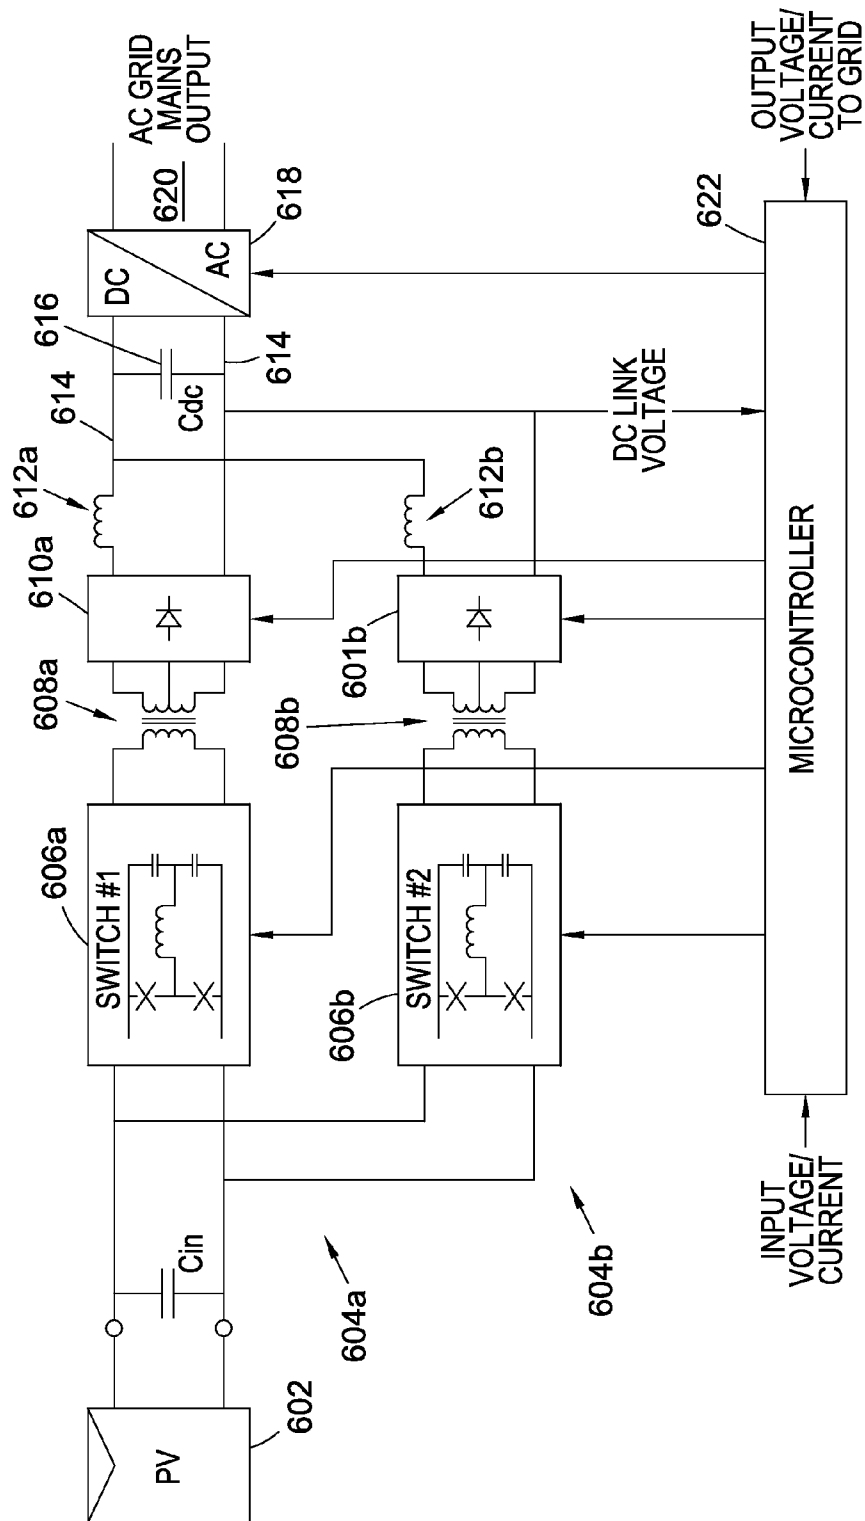 PV
602
Cin
604a
604b
606a
SWITCH #1
606b
SWITCH #2
608a
608b
610a
601b
612a
612b
614
616
Cdc
614
DC
AC
618
620
AC GRID
MAINS
OUTPUT
DC LINK
VOLTAGE
INPUT
VOLTAGE/
CURRENT
MICROCONTROLLER
622
OUTPUT
VOLTAGE/
CURRENT
TO GRID